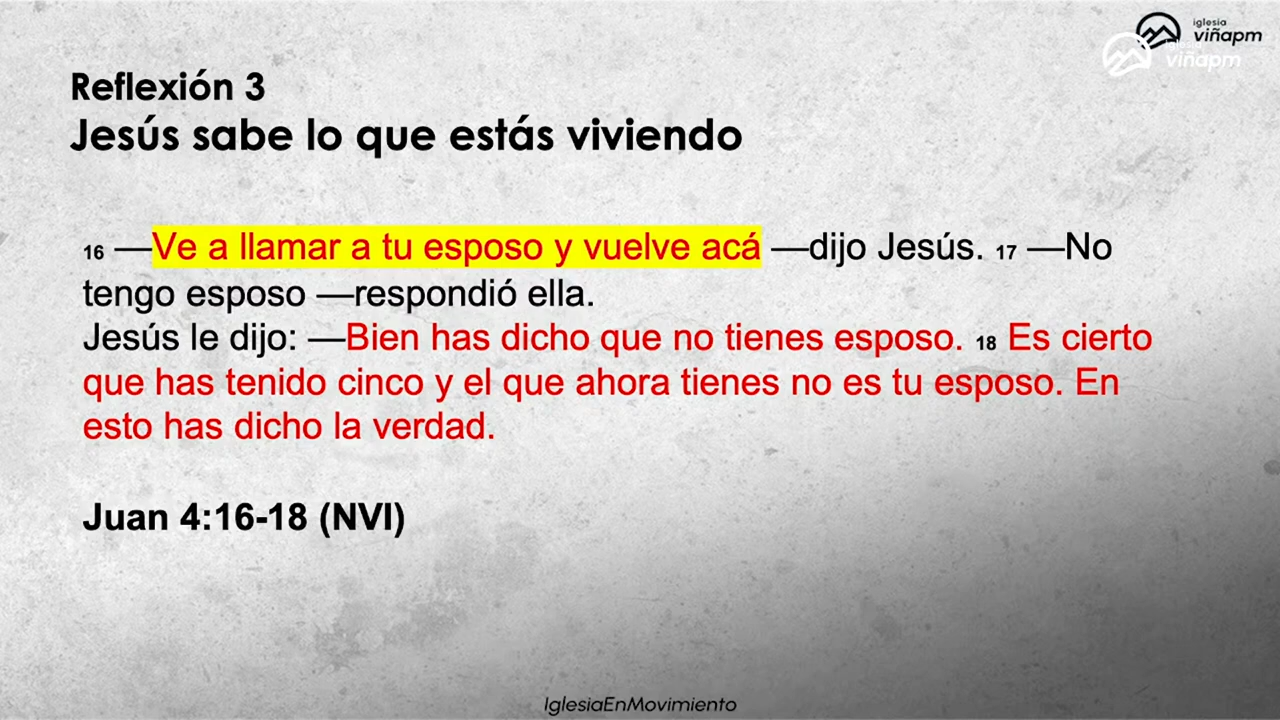 iglesia
viñapm
iglesia
viñapm
Reflexión 3
Jesús sabe lo que estás viviendo
16 —Ve a llamar a tu esposo y vuelve acá —dijo Jesús. 17 —No
tengo esposo —respondió ella.
Jesús le dijo: —Bien has dicho que no tienes esposo. 18 Es cierto
que has tenido cinco y el que ahora tienes no es tu esposo. En
esto has dicho la verdad.
Juan 4:16-18 (NVI)
IglesiaEnMovimiento